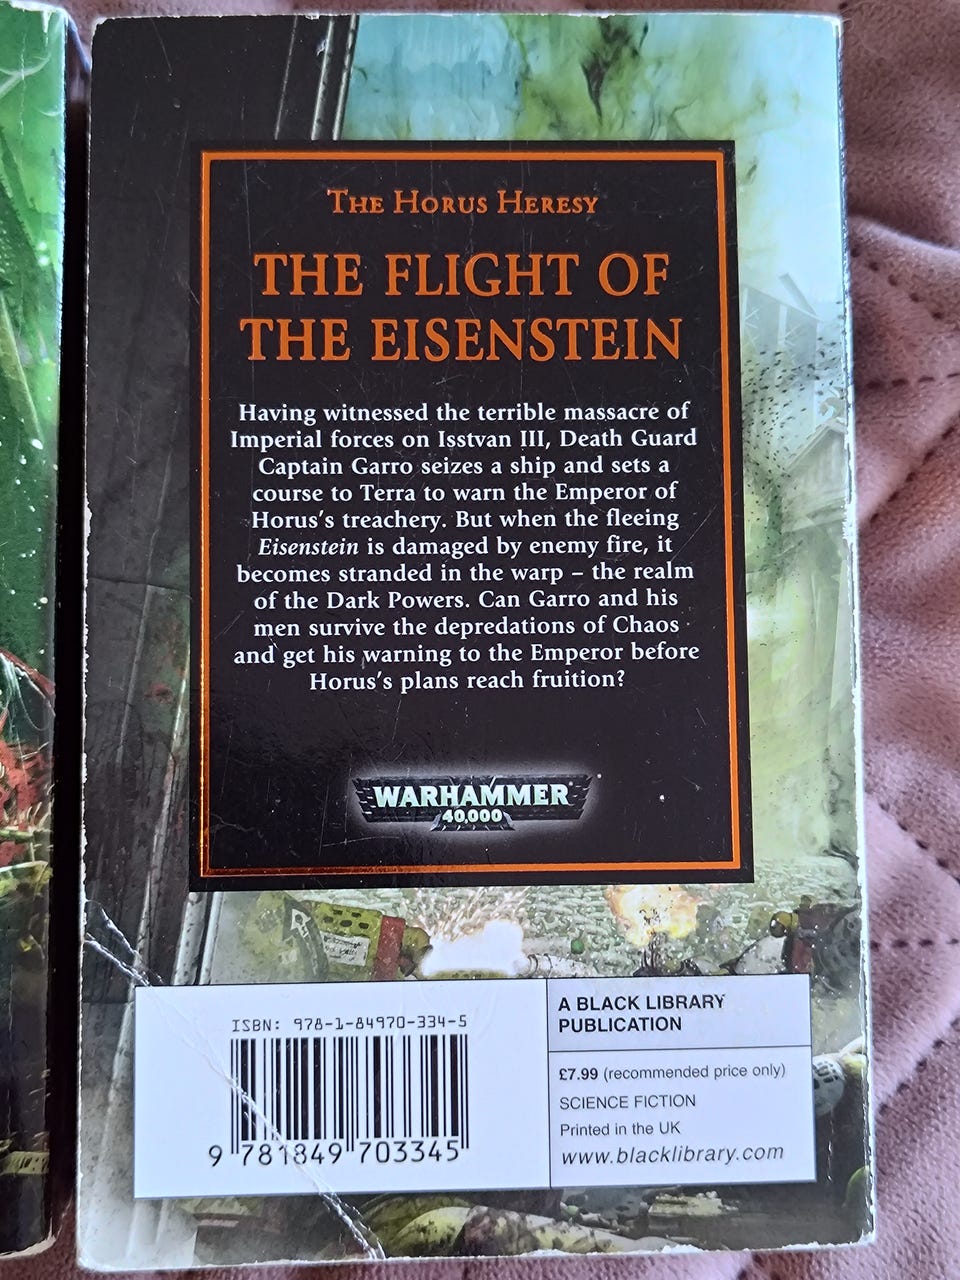 THE HORUS HERESY
THE FLIGHT OF
THE EISENSTEIN
Having witnessed the terrible massacre of
Imperial forces on Isstvan III, Death Guard
Captain Garro seizes a ship and sets a
course to Terra to warn the Emperor of
Horus's treachery. But when the fleeing
Eisenstein is damaged by enemy fire, it
becomes stranded in the warp – the realm
of the Dark Powers. Can Garro and his
men survive the depredations of Chaos
and get his warning to the Emperor before
Horus's plans reach fruition?
WARHAMMER
40,000
ISBN: 978-1-84970-334-5
9 781849 703345
A BLACK LIBRARY
PUBLICATION
£7.99 (recommended price only)
SCIENCE FICTION
Printed in the UK
www.blacklibrary.com